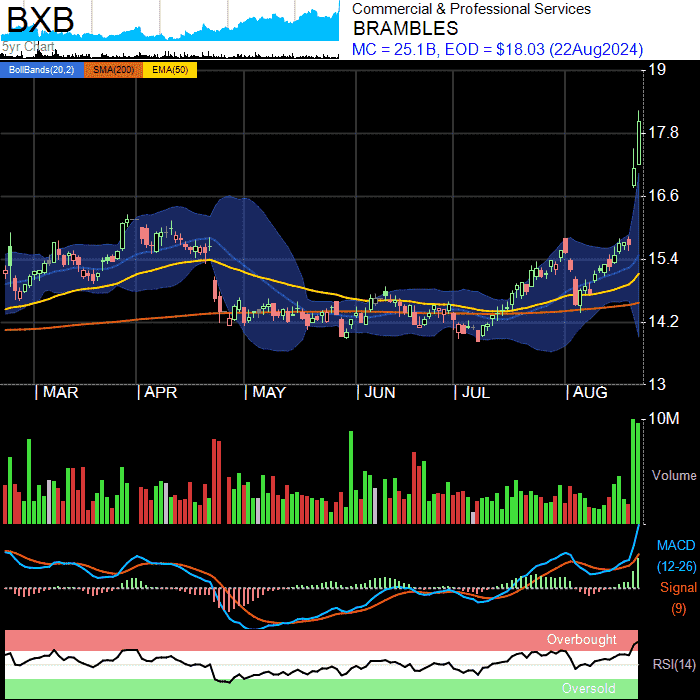 BXB
5yr Chart
Commercial & Professional Services
BRAMBLES
MC = 25.1B, EOD = $18.03 (22Aug2024)
BollBands(20,2) SMA(200) EMA(50)
19
17.8
16.6
15.4
14.2
13
| MAR | APR | MAY | JUN | JUL | AUG
10M
Volume
MACD
(12-26)
Signal
(9)
Overbought
RSI(14)
Oversold